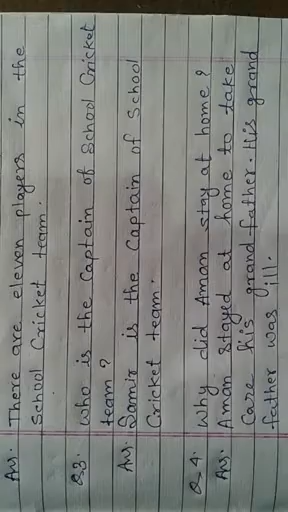 Ans. There are eleven players in the
School Cricket team.
Q3. Who is the Captain of School Cricket
team?
Ans. Samir is the Captain of School
Cricket team.
Q4. Why did Aman stay at home?
Ans. Aman stayed at home to take
Care his grand father. His grand
father was ill.